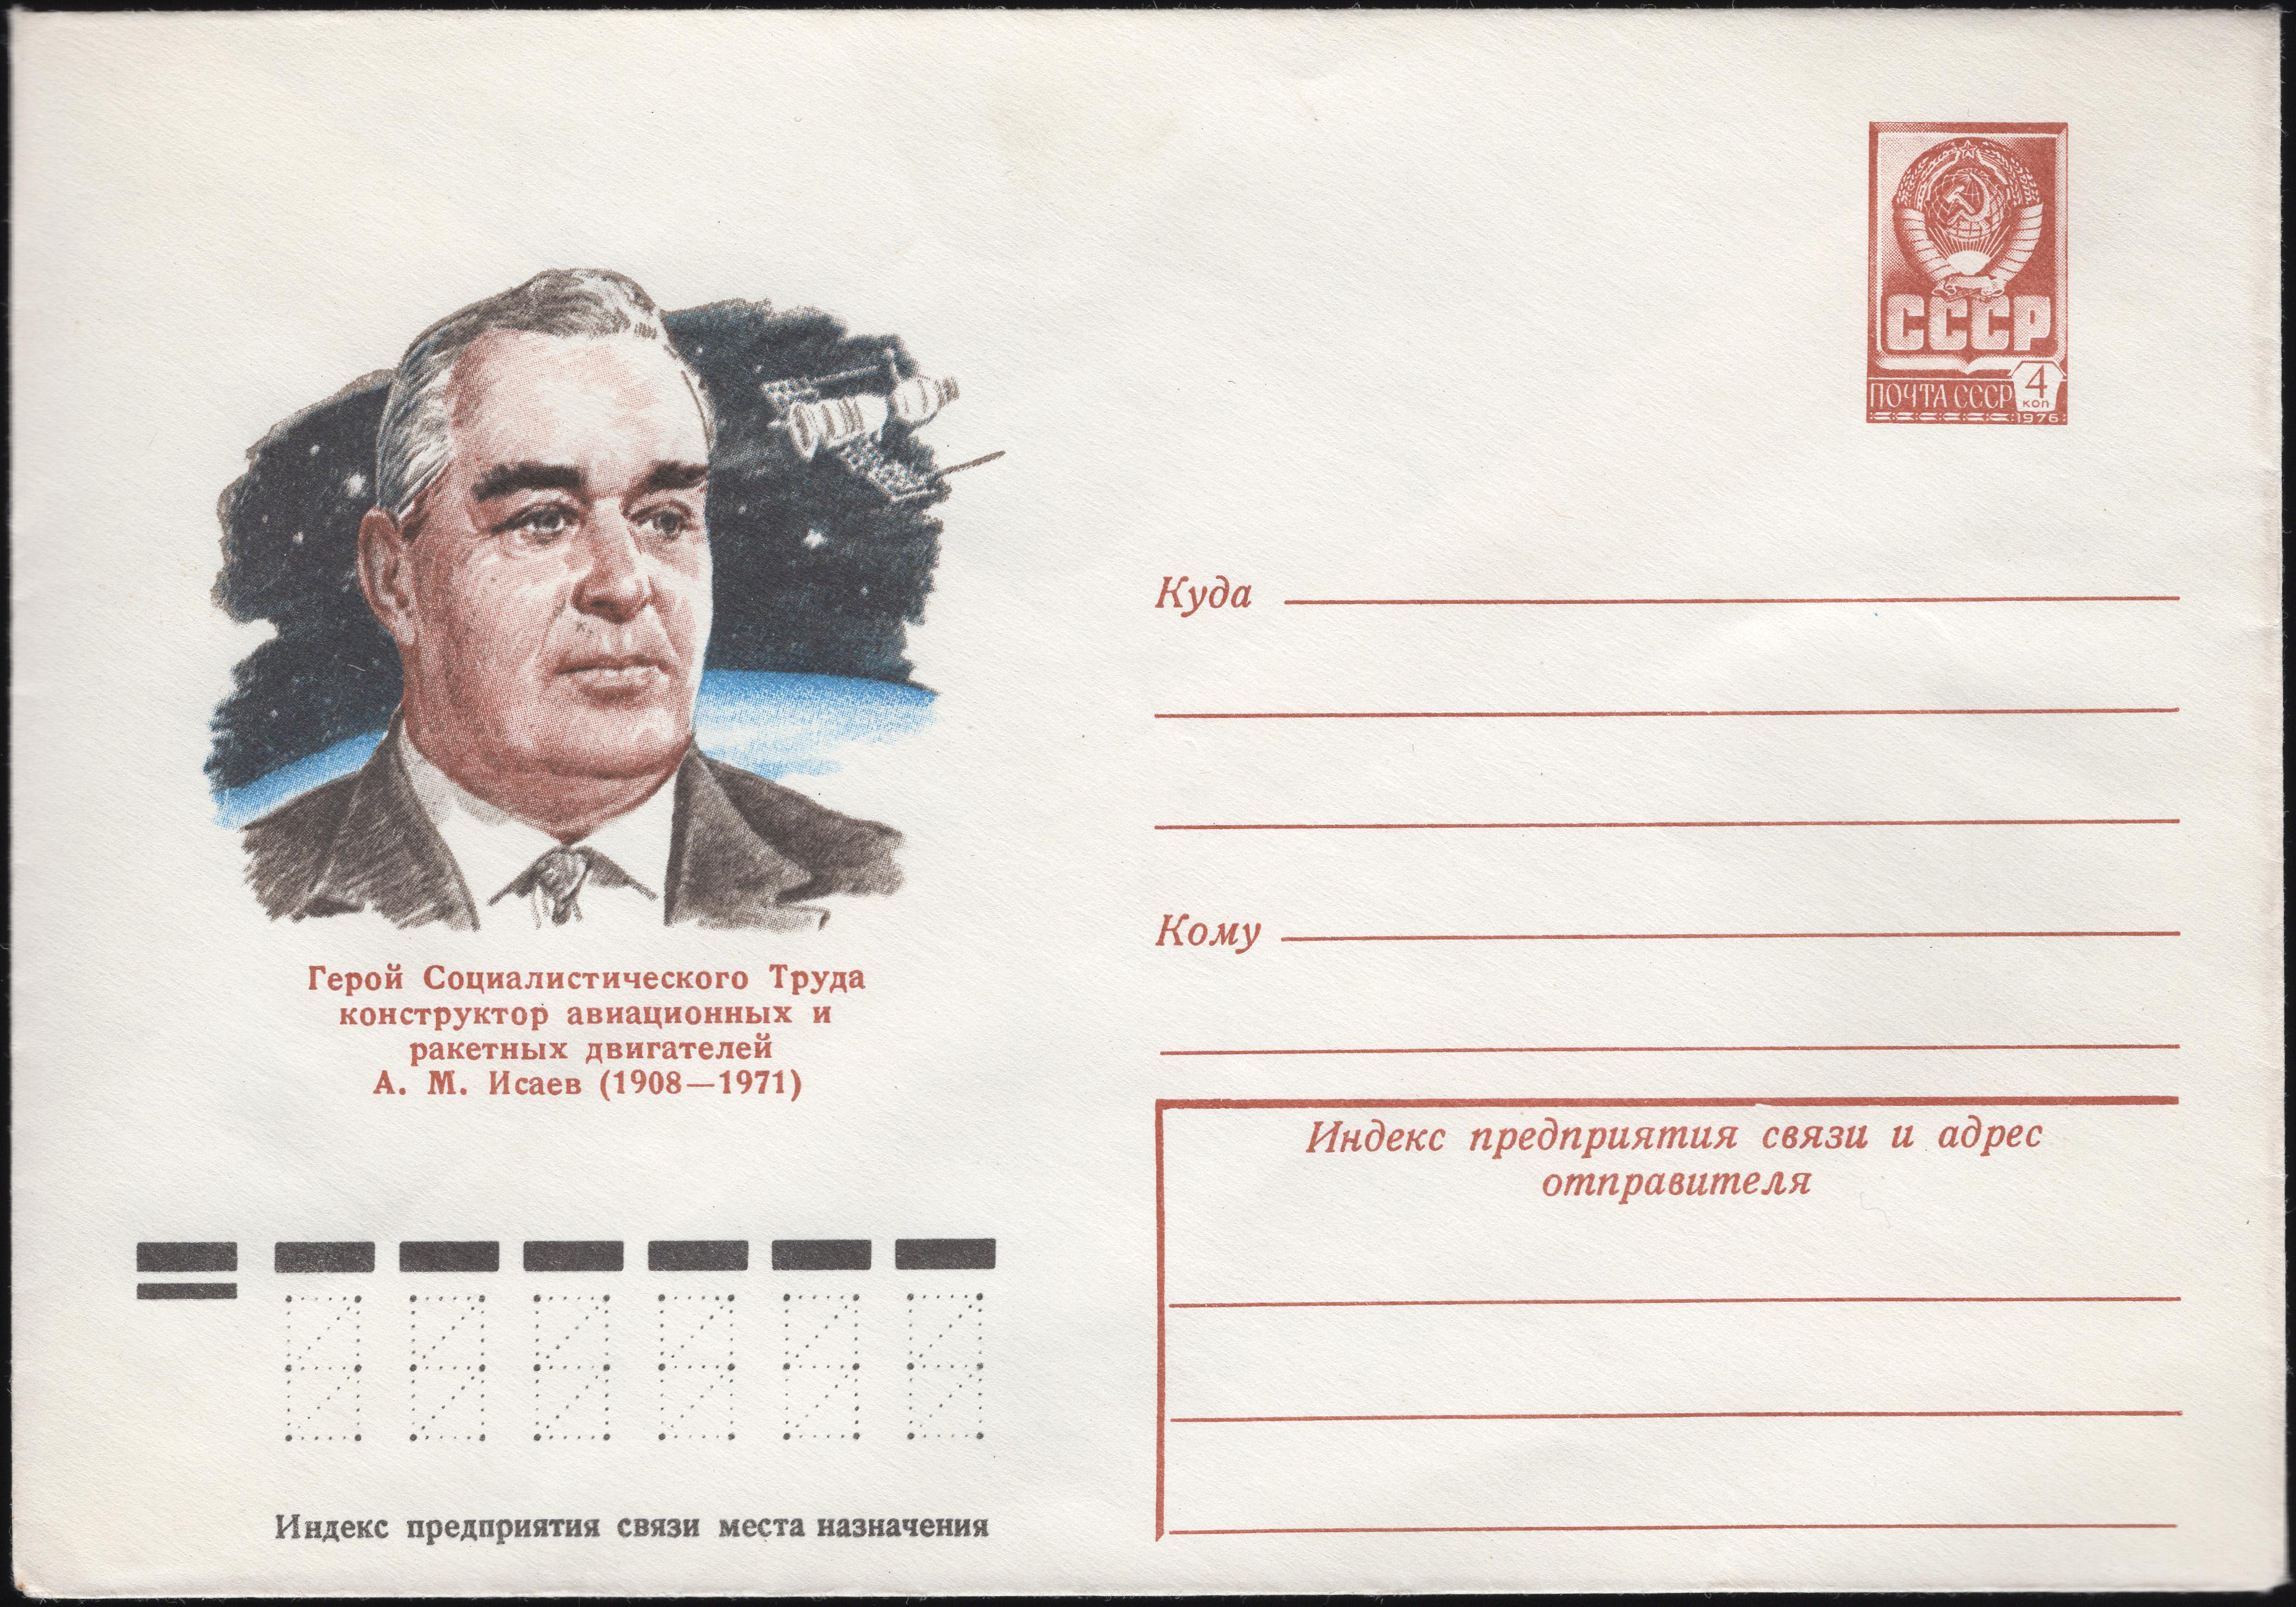 СССР
ПОЧТА СССР
4
коп
1976
Куда
Кому
Герой Социалистического Труда
конструктор авиационных и
ракетных двигателей
А. М. Исаев (1908—1971)
Индекс предприятия связи и адрес
отправителя
Индекс предприятия связи места назначения